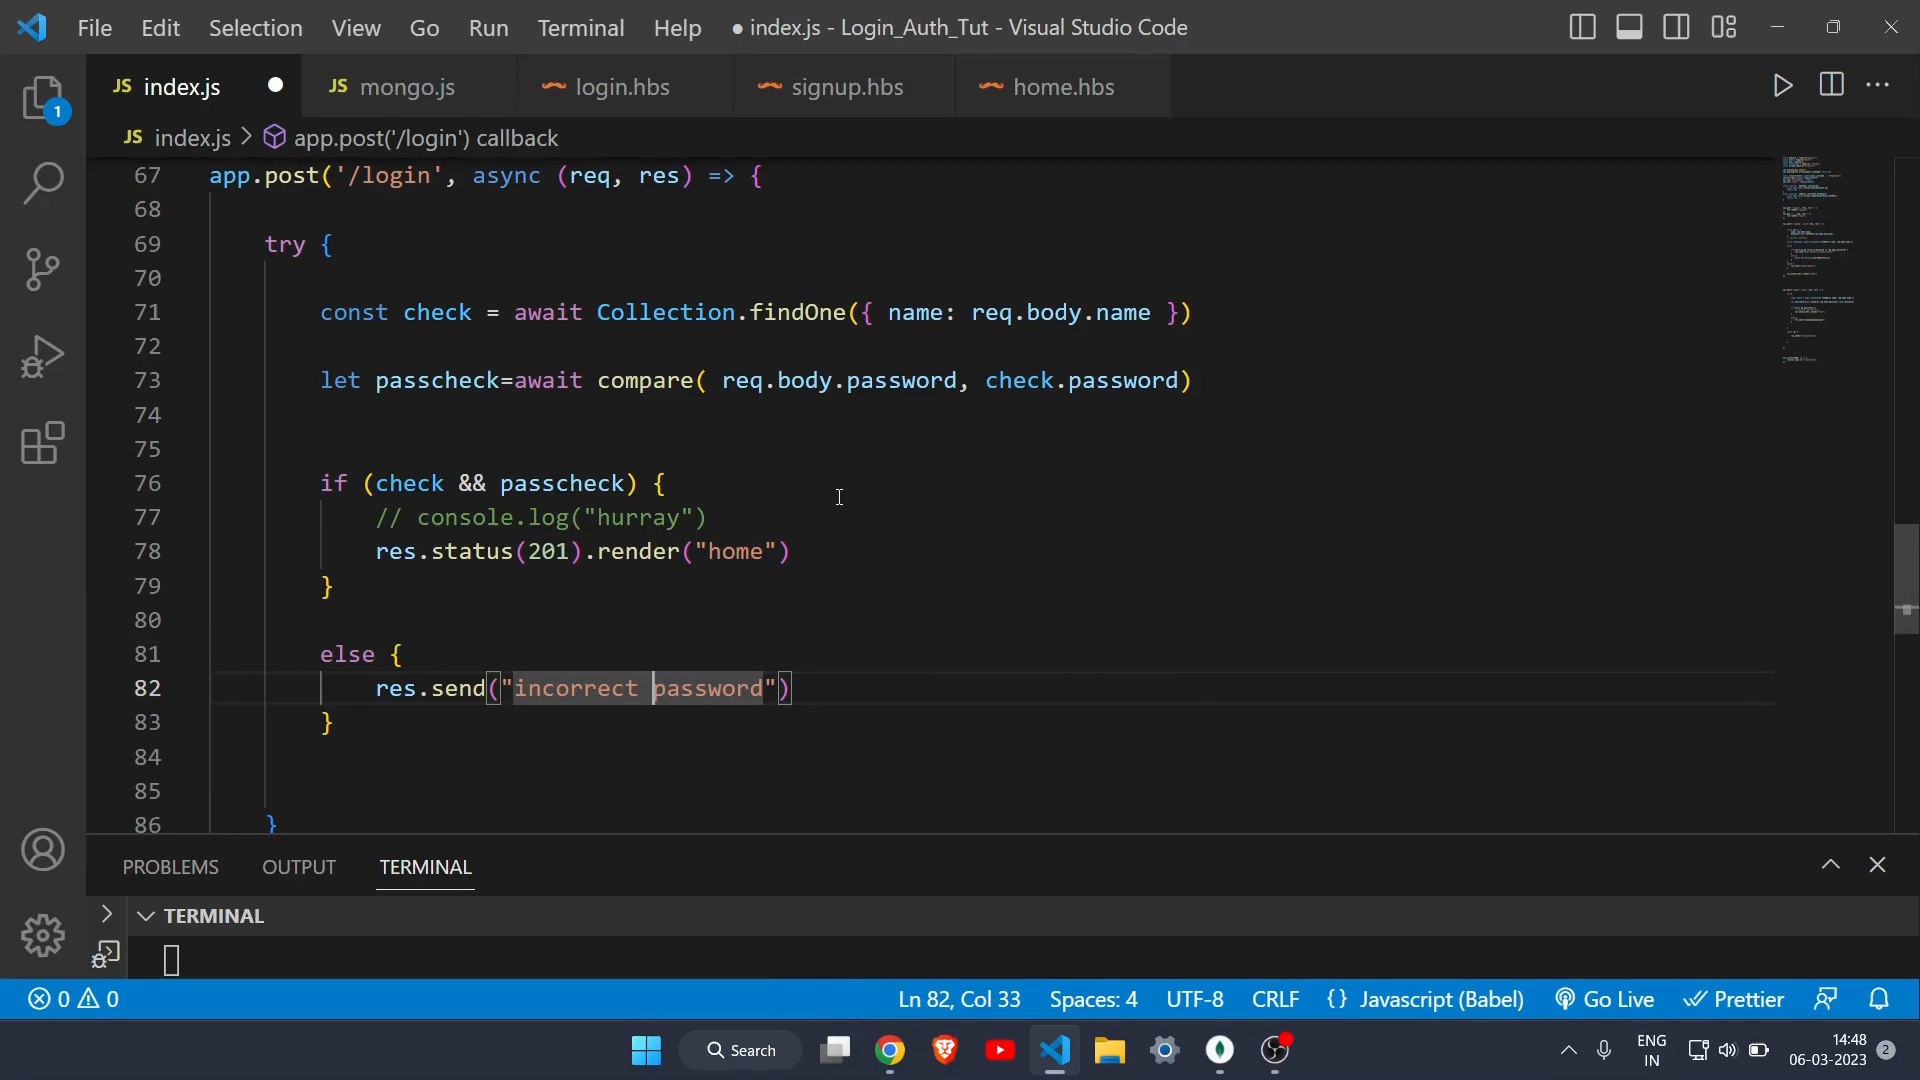 File Edit Selection View Go Run Terminal Help ● index.js - Login_Auth_Tut - Visual Studio Code
JS index.js ● JS mongo.js login.hbs signup.hbs home.hbs
1
JS index.js > app.post('/login') callback
67 app.post('/login', async (req, res) => {
68
69 try {
70
71 const check = await Collection.findOne({ name: req.body.name })
72
73 let passcheck=await compare( req.body.password, check.password)
74
75
76 if (check && passcheck) {
77 // console.log("hurray")
78 res.status(201).render("home")
79 }
80
81 else {
82 res.send("incorrect password")
83 }
84
85
86 }
PROBLEMS OUTPUT TERMINAL
TERMINAL
0 0 Ln 82, Col 33 Spaces: 4 UTF-8 CRLF {} Javascript (Babel) Go Live Prettier
Search ENG IN 14:48 06-03-2023 2